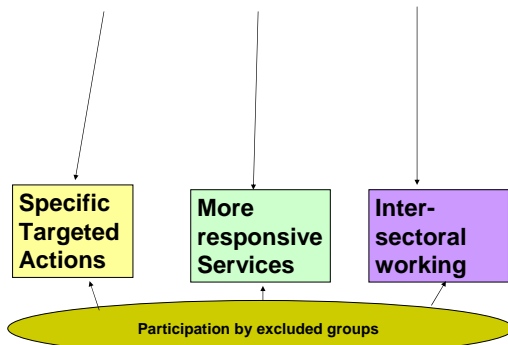 Specific
Targeted
Actions
More
responsive
Services
Inter-
sectoral
working
Participation by excluded groups